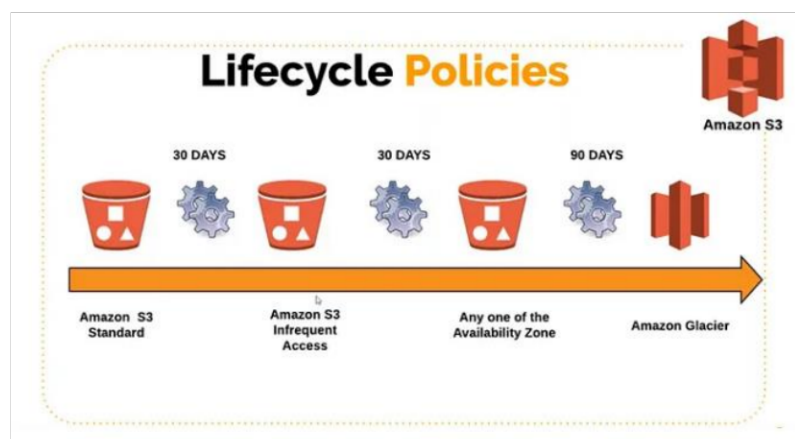 Lifecycle Policies
Amazon S3
30 DAYS
30 DAYS
90 DAYS
Amazon S3
Standard
Amazon S3
Infrequent
Access
Any one of the
Availability Zone
Amazon Glacier